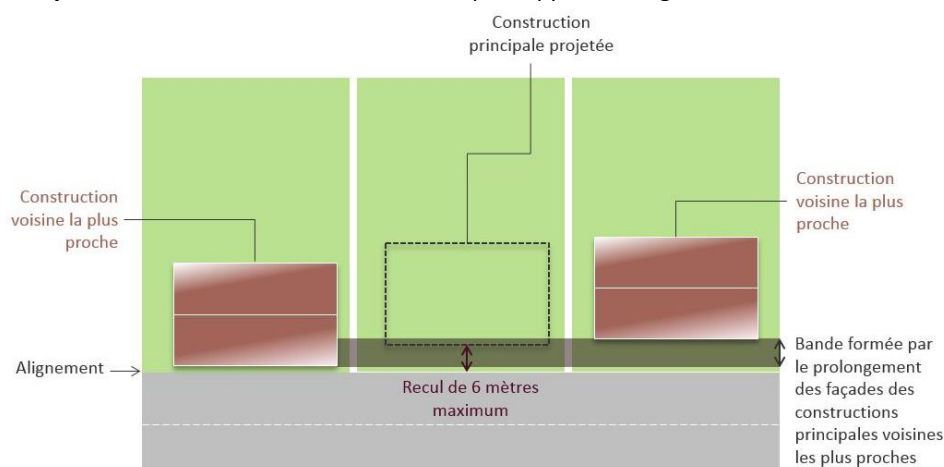 Construction
principale projetée
Construction
voisine la plus
proche
Construction
voisine la plus
proche
Alignement
Recul de 6 mètres
maximum
Bande formée par
le prolongement
des façades des
constructions
principales voisines
les plus proches